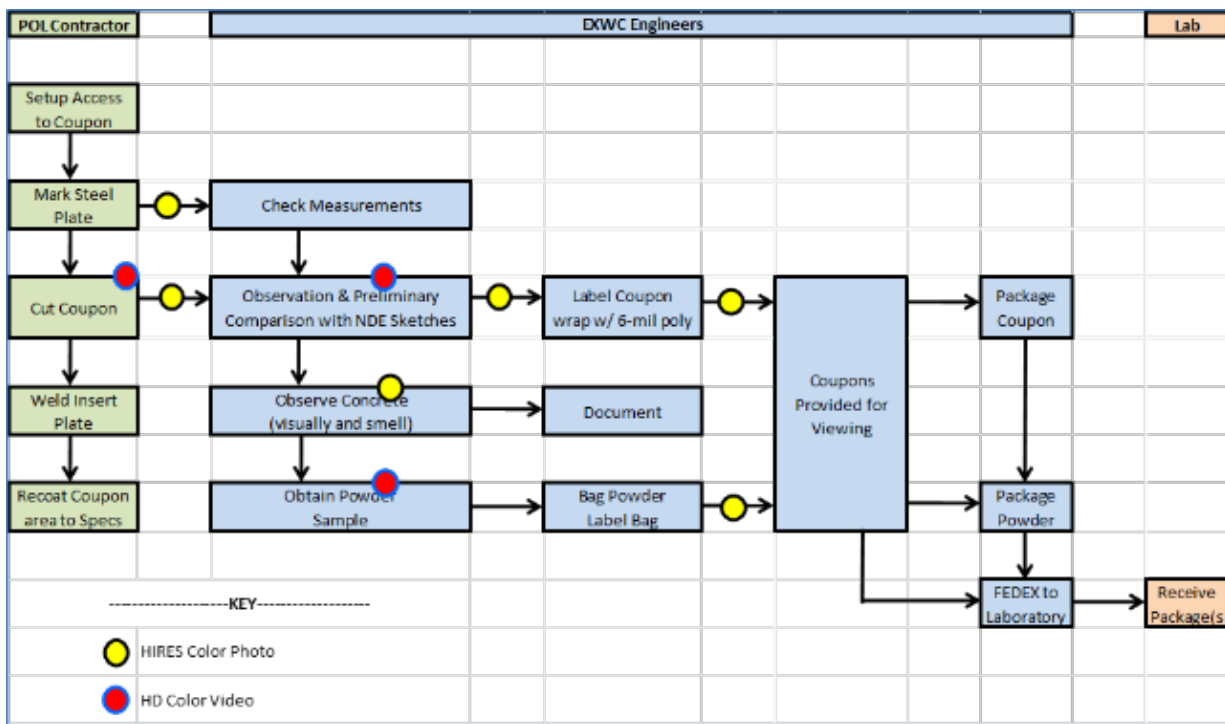 POL Contractor
EXWC Engineers
Lab
Setup Access
to Coupon
Mark Steel
Plate
Check Measurements
Cut Coupon
Observation & Preliminary
Comparison with NDE Sketches
Label Coupon
wrap w/ 6-mil poly
Package
Coupon
Coupons
Provided for
Viewing
Weld Insert
Plate
Observe Concrete
(visually and smell)
Document
Recoat Coupon
area to Specs
Obtain Powder
Sample
Bag Powder
Label Bag
Package
Powder
FEDEX to
Laboratory
Receive
Package(s
--------------------KEY--------------------
HIRES Color Photo
HD Color Video